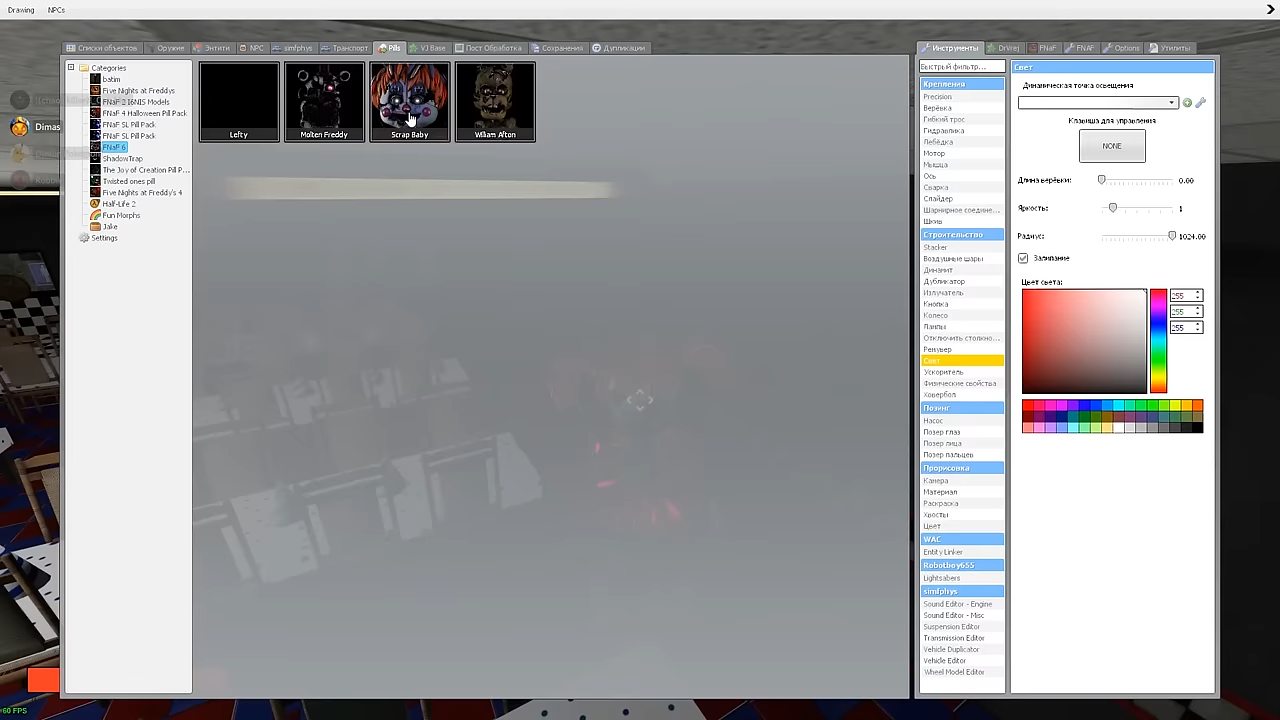 Drawing NPCs
Списки объектов Оружие Энтити NPC simfphys Транспорт Pills VJ Base Пост Обработка Сохранения Дупликации
Categories
batim
Five Nights at Freddys
FNaF 2 I6NIS Models
FNaF 4 Halloween Pill Pack
FNaF SL Pill Pack
FNaF SL Pill Pack
FNaF 6
ShadowTrap
The Joy of Creation Pill P...
Twisted ones pill
Five Nights at Freddy's 4
Half-Life 2
Fun Morphs
Jake
Settings
Dimas
Lefty
Molten Freddy
Scrap Baby
William Afton
Инструменты DrWrej FNaF FNAF Options Утилиты
Быстрый фильтр...
Крепления
Precision
Верёвка
Гибкий трос
Гидравлика
Лебёдка
Мотор
Мышца
Ось
Сварка
Слайдер
Шарнирное соедине...
Шкив
Строительство
Stacker
Воздушные шары
Динамит
Дубликатор
Излучатель
Кнопка
Колесо
Лампы
Отключить столкно...
Ремувер
Свет
Ускоритель
Физические свойства
Ховербол
Позинг
Насос
Позер глаз
Позер лица
Позер пальцев
Прорисовка
Камера
Материал
Раскраска
Хвосты
Цвет
WAC
Entity Linker
Robotboy655
Lightsabers
simfphys
Sound Editor - Engine
Sound Editor - Misc
Suspension Editor
Transmission Editor
Vehicle Duplicator
Vehicle Editor
Wheel Model Editor
Свет
Динамическая точка освещения
Клавиша для управления
NONE
Длина верёвки: 0.00
Яркость: 1
Радиус: 1024.00
Залипание
Цвет света:
255
255
255
60 FPS